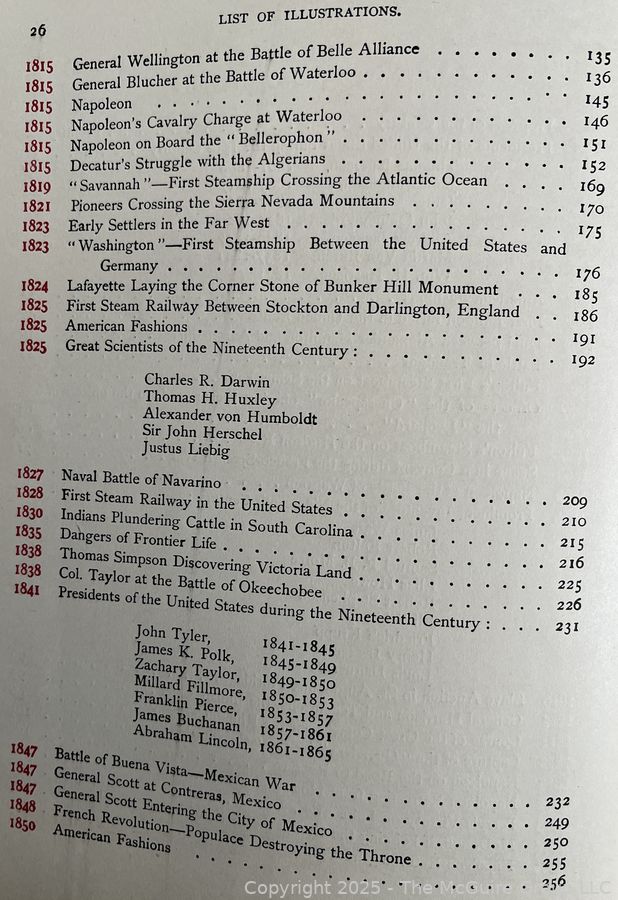 26
LIST OF ILLUSTRATIONS.
1815 General Wellington at the Battle of Belle Alliance . . . . . . . . 135
1815 General Blucher at the Battle of Waterloo . . . . . . . . . . . 136
1815 Napoleon . . . . . . . . . . . . . . . . . . . . . 145
1815 Napoleon's Cavalry Charge at Waterloo . . . . . . . . . . . . 146
1815 Napoleon on Board the "Bellerophon" . . . . . . . . . . . . 151
1815 Decatur's Struggle with the Algerians . . . . . . . . . . . . 152
1819 "Savannah"—First Steamship Crossing the Atlantic Ocean . . . . 169
1821 Pioneers Crossing the Sierra Nevada Mountains . . . . . . . . 170
1823 Early Settlers in the Far West . . . . . . . . . . . . . . 175
1823 "Washington"—First Steamship Between the United States and
Germany . . . . . . . . . . . . . . . . . . . . . 176
1824 Lafayette Laying the Corner Stone of Bunker Hill Monument . . . 185
1825 First Steam Railway Between Stockton and Darlington, England . . 186
1825 American Fashions . . . . . . . . . . . . . . . . . . . 191
1825 Great Scientists of the Nineteenth Century : . . . . . . . . . . 192
Charles R. Darwin
Thomas H. Huxley
Alexander von Humboldt
Sir John Herschel
Justus Liebig
1827 Naval Battle of Navarino . . . . . . . . . . . . . . . . 209
1828 First Steam Railway in the United States . . . . . . . . . . . 210
1830 Indians Plundering Cattle in South Carolina . . . . . . . . . . 215
1835 Dangers of Frontier Life . . . . . . . . . . . . . . . . . 216
1838 Thomas Simpson Discovering Victoria Land . . . . . . . . . . 225
1838 Col. Taylor at the Battle of Okeechobee . . . . . . . . . . . 226
1841 Presidents of the United States during the Nineteenth Century : . . . 231
John Tyler, 1841-1845
James K. Polk, 1845-1849
Zachary Taylor, 1849-1850
Millard Fillmore, 1850-1853
Franklin Pierce, 1853-1857
James Buchanan 1857-1861
Abraham Lincoln, 1861-1865
1847 Battle of Buena Vista—Mexican War . . . . . . . . . . . . 232
1847 General Scott at Contreras, Mexico . . . . . . . . . . . . . 249
1847 General Scott Entering the City of Mexico . . . . . . . . . . 250
1848 French Revolution—Populace Destroying the Throne . . . . . . . 255
1850 American Fashions . . . . . . . . . . . . . . . . . . 256
Copyright 2025 - The McGuire LLC